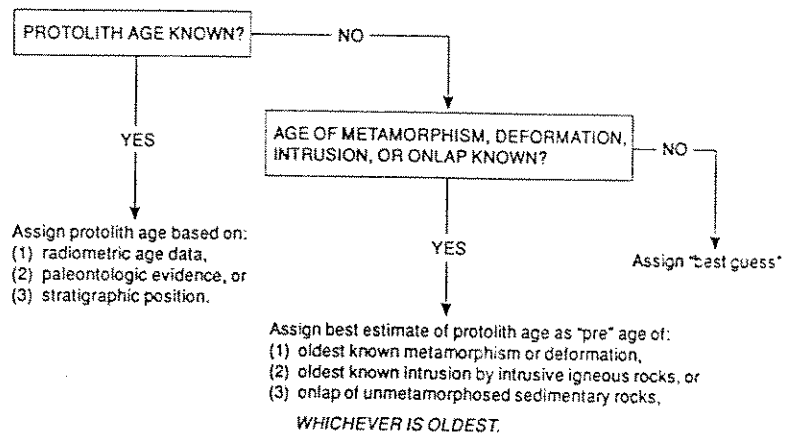 PROTOLITH AGE KNOWN?
NO
YES
AGE OF METAMORPHISM, DEFORMATION,
INTRUSION, OR ONLAP KNOWN?
NO
Assign protolith age based on:
(1) radiometric age data,
(2) paleontologic evidence, or
(3) stratigraphic position.
YES
Assign "best guess"
Assign best estimate of protolith age as "pre" age of:
(1) oldest known metamorphism or deformation,
(2) oldest known intrusion by intrusive igneous rocks, or
(3) onlap of unmetamorphosed sedimentary rocks,
WHICHEVER IS OLDEST.